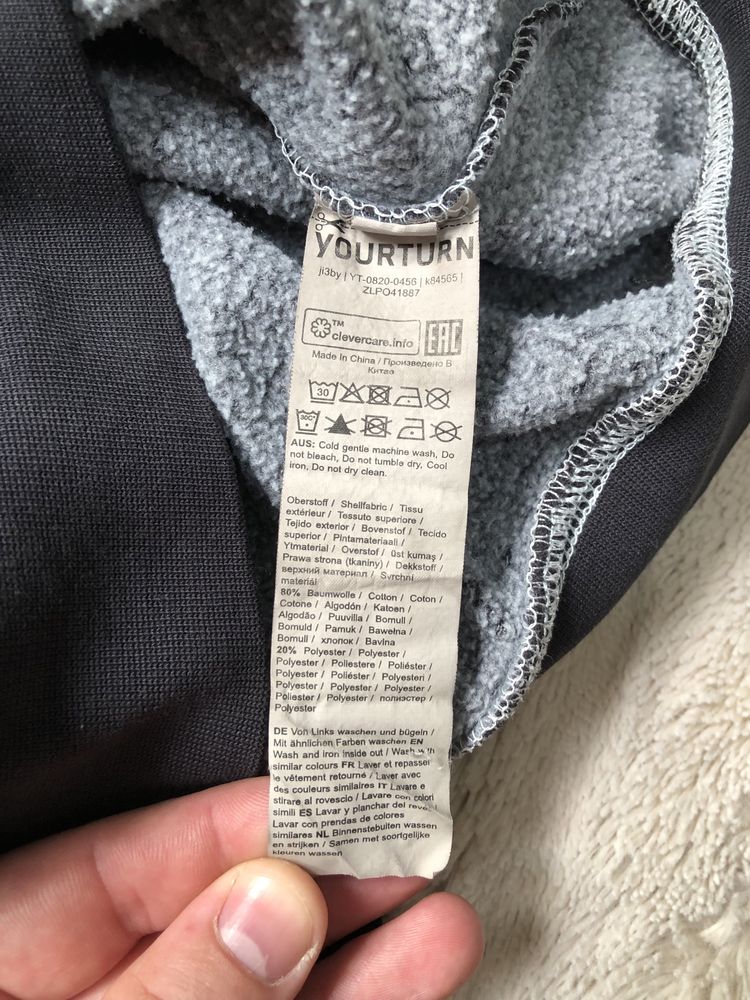 YOURTURN
ji3by | YT-0820-0456 | k84565 |
ZLPO41887
TM
clevercare.info
EAC
Made In China / Произведено В
Китае
30
30C°
AUS: Cold gentle machine wash, Do
not bleach, Do not tumble dry, Cool
iron, Do not dry clean.
Oberstoff / Shellfabric / Tissu
extérieur / Tessuto superiore /
Tejido exterior / Bovenstof / Tecido
superior / Pintamateriaali /
Ytmaterial / Overstof / üst kumaş /
Prawa strona (tkaniny) / Dekkstoff /
верхний материал / Svrchní
materiál
80% Baumwolle / Cotton / Coton /
Cotone / Algodón / Katoen /
Algodão / Puuvilla / Bomull /
Bomuld / Pamuk / Bawełna /
Bomull / хлопок / Bavlna
20% Polyester / Polyester /
Polyester / Poliestere / Poliéster /
Polyester / Poliéster / Polyesteri /
Polyester / Polyester / Polyester /
Poliester / Polyester / полиэстер /
Polyester
DE Von Links waschen und bügeln /
Mit ähnlichen Farben waschen EN
Wash and iron inside out / Wash with
similar colours FR Laver et repasser
le vêtement retourné / Laver avec
des couleurs similaires IT Lavare e
stirare al rovescio / Lavare con colori
simili ES Lavar y planchar del revés /
Lavar con prendas de colores
similares NL Binnenstebuiten wassen
en strijken / Samen met soortgelijke
kleuren wassen